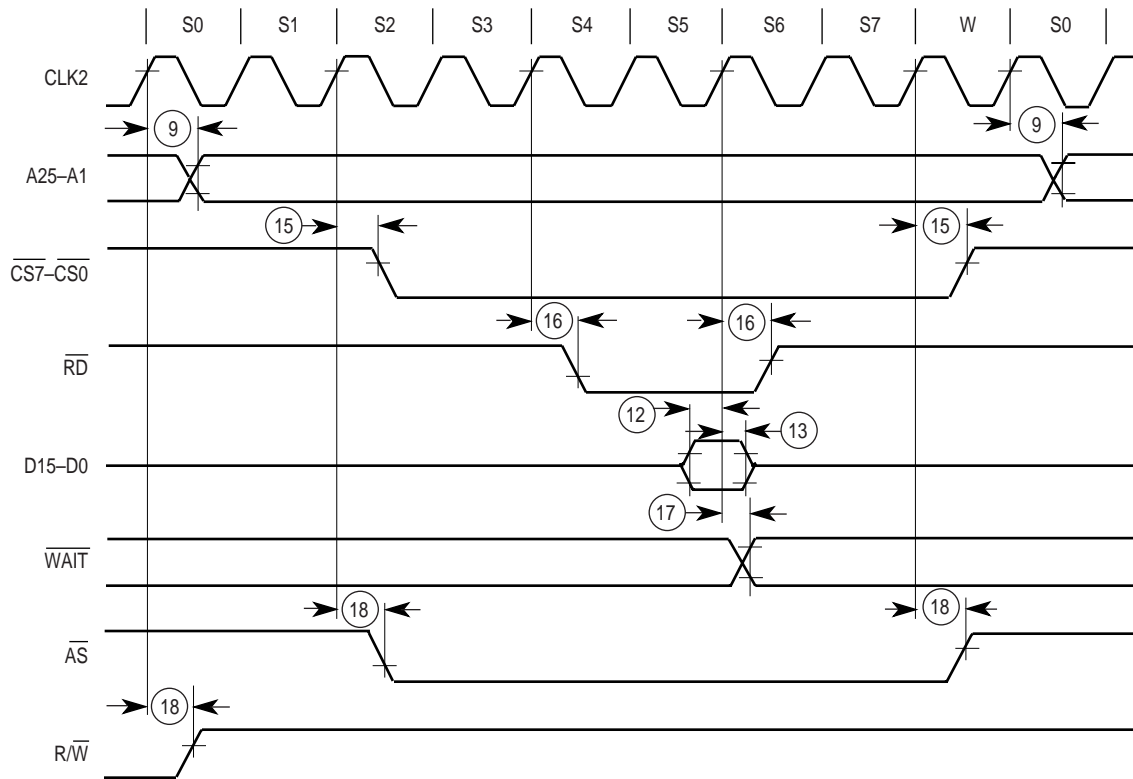 S0 S1 S2 S3 S4 S5 S6 S7 W S0
CLK2
9 9
A25–A1
15 15
CS7–CS0
16 16
RD
12
13
D15–D0
17
WAIT
18 18
AS
18
R/W